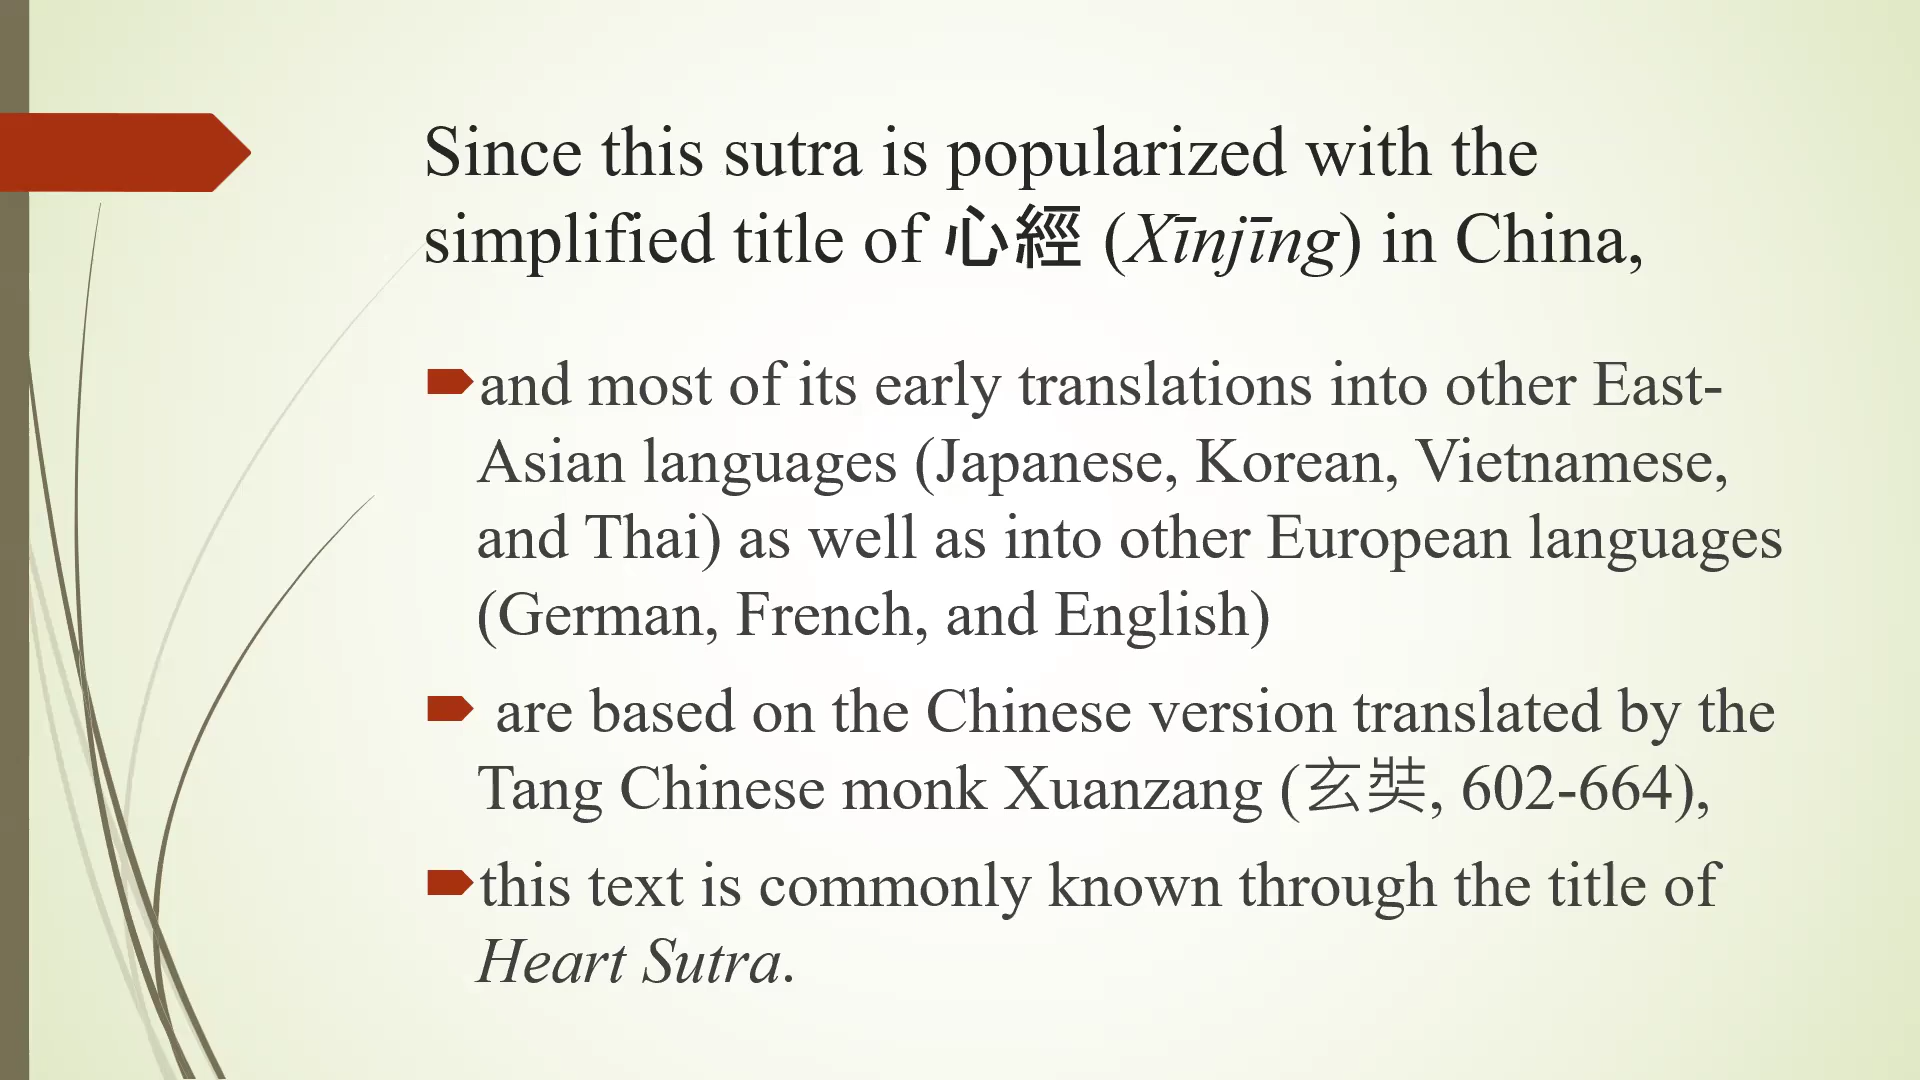 Since this sutra is popularized with the
simplified title of 心經 (Xīnjīng) in China,
and most of its early translations into other East-
Asian languages (Japanese, Korean, Vietnamese,
and Thai) as well as into other European languages
(German, French, and English)
are based on the Chinese version translated by the
Tang Chinese monk Xuanzang (玄奘, 602-664),
this text is commonly known through the title of
Heart Sutra.